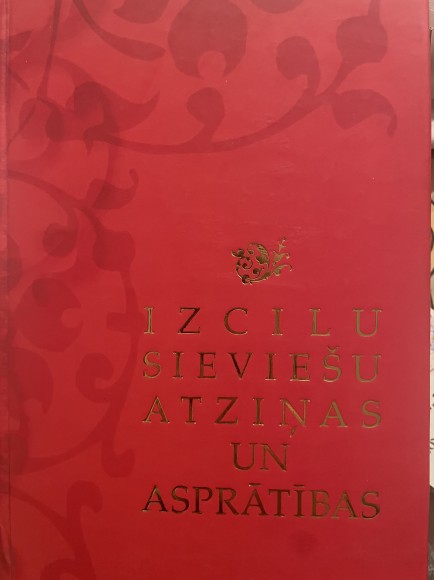 IZCILU
SIEVIEŠU
ATZIŅAS
UN
ASPRĀTĪBAS